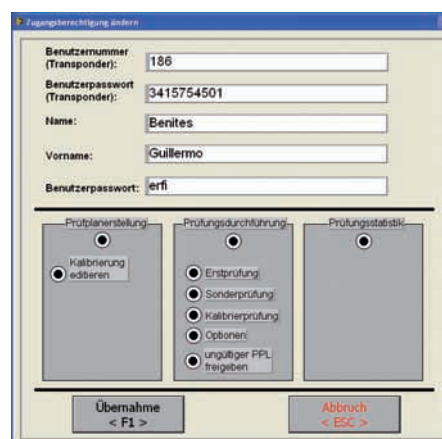 Zugangsberechtigung ändern
Benutzernummer
(Transponder):
186
Benutzerpasswort
(Transponder):
3415754501
Name:
Benites
Vorname:
Guillermo
Benutzerpasswort:
erfi
Prüfplanerstellung
Kalibrierung
editieren
Prüfungsdurchführung
Erstprüfung
Sonderprüfung
Kalibrierprüfung
Optionen
ungültiger PPL
freigeben
Prüfungsstatistik
Übernahme
< F1 >
Abbruch
< ESC >